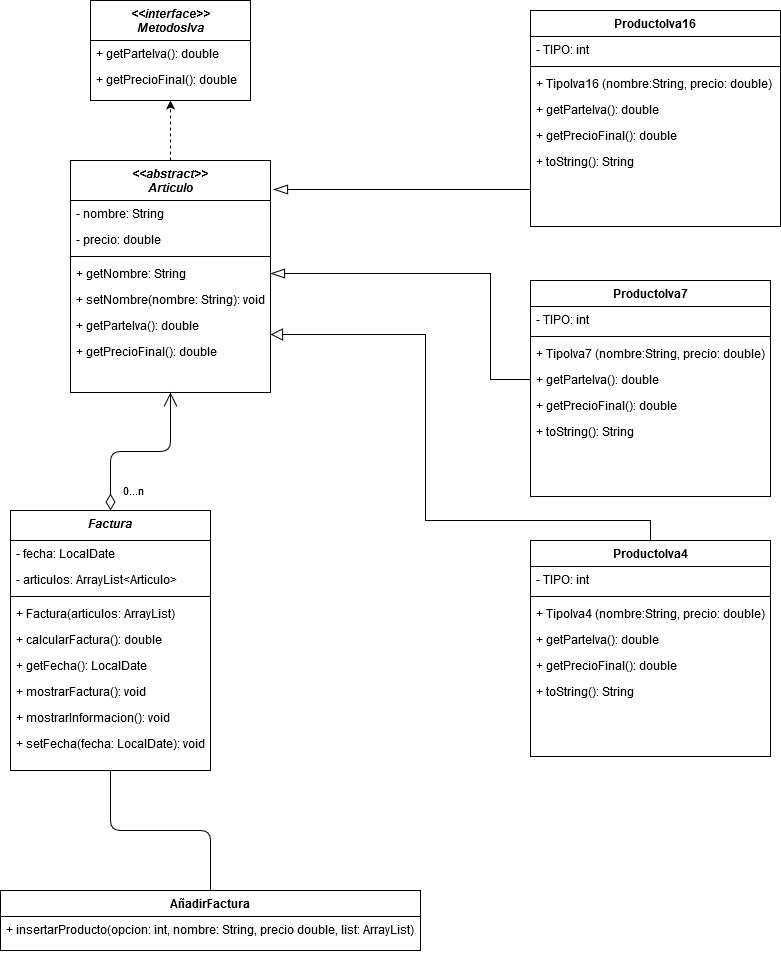 <<interface>>
MetodosIva
+ getParteIva(): double
+ getPrecioFinal(): double
<<abstract>>
Articulo
- nombre: String
- precio: double
+ getNombre: String
+ setNombre(nombre: String): void
+ getParteIva(): double
+ getPrecioFinal(): double
0...n
Factura
- fecha: LocalDate
- articulos: ArrayList<Articulo>
+ Factura(articulos: ArrayList)
+ calcularFactura(): double
+ getFecha(): LocalDate
+ mostrarFactura(): void
+ mostrarInformacion(): void
+ setFecha(fecha: LocalDate): void
AñadirFactura
+ insertarProducto(opcion: int, nombre: String, precio double, list: ArrayList)
ProductoIva16
- TIPO: int
+ TipoIva16 (nombre:String, precio: double)
+ getParteIva(): double
+ getPrecioFinal(): double
+ toString(): String
ProductoIva7
- TIPO: int
+ TipoIva7 (nombre:String, precio: double)
+ getParteIva(): double
+ getPrecioFinal(): double
+ toString(): String
ProductoIva4
- TIPO: int
+ TipoIva4 (nombre:String, precio: double)
+ getParteIva(): double
+ getPrecioFinal(): double
+ toString(): String